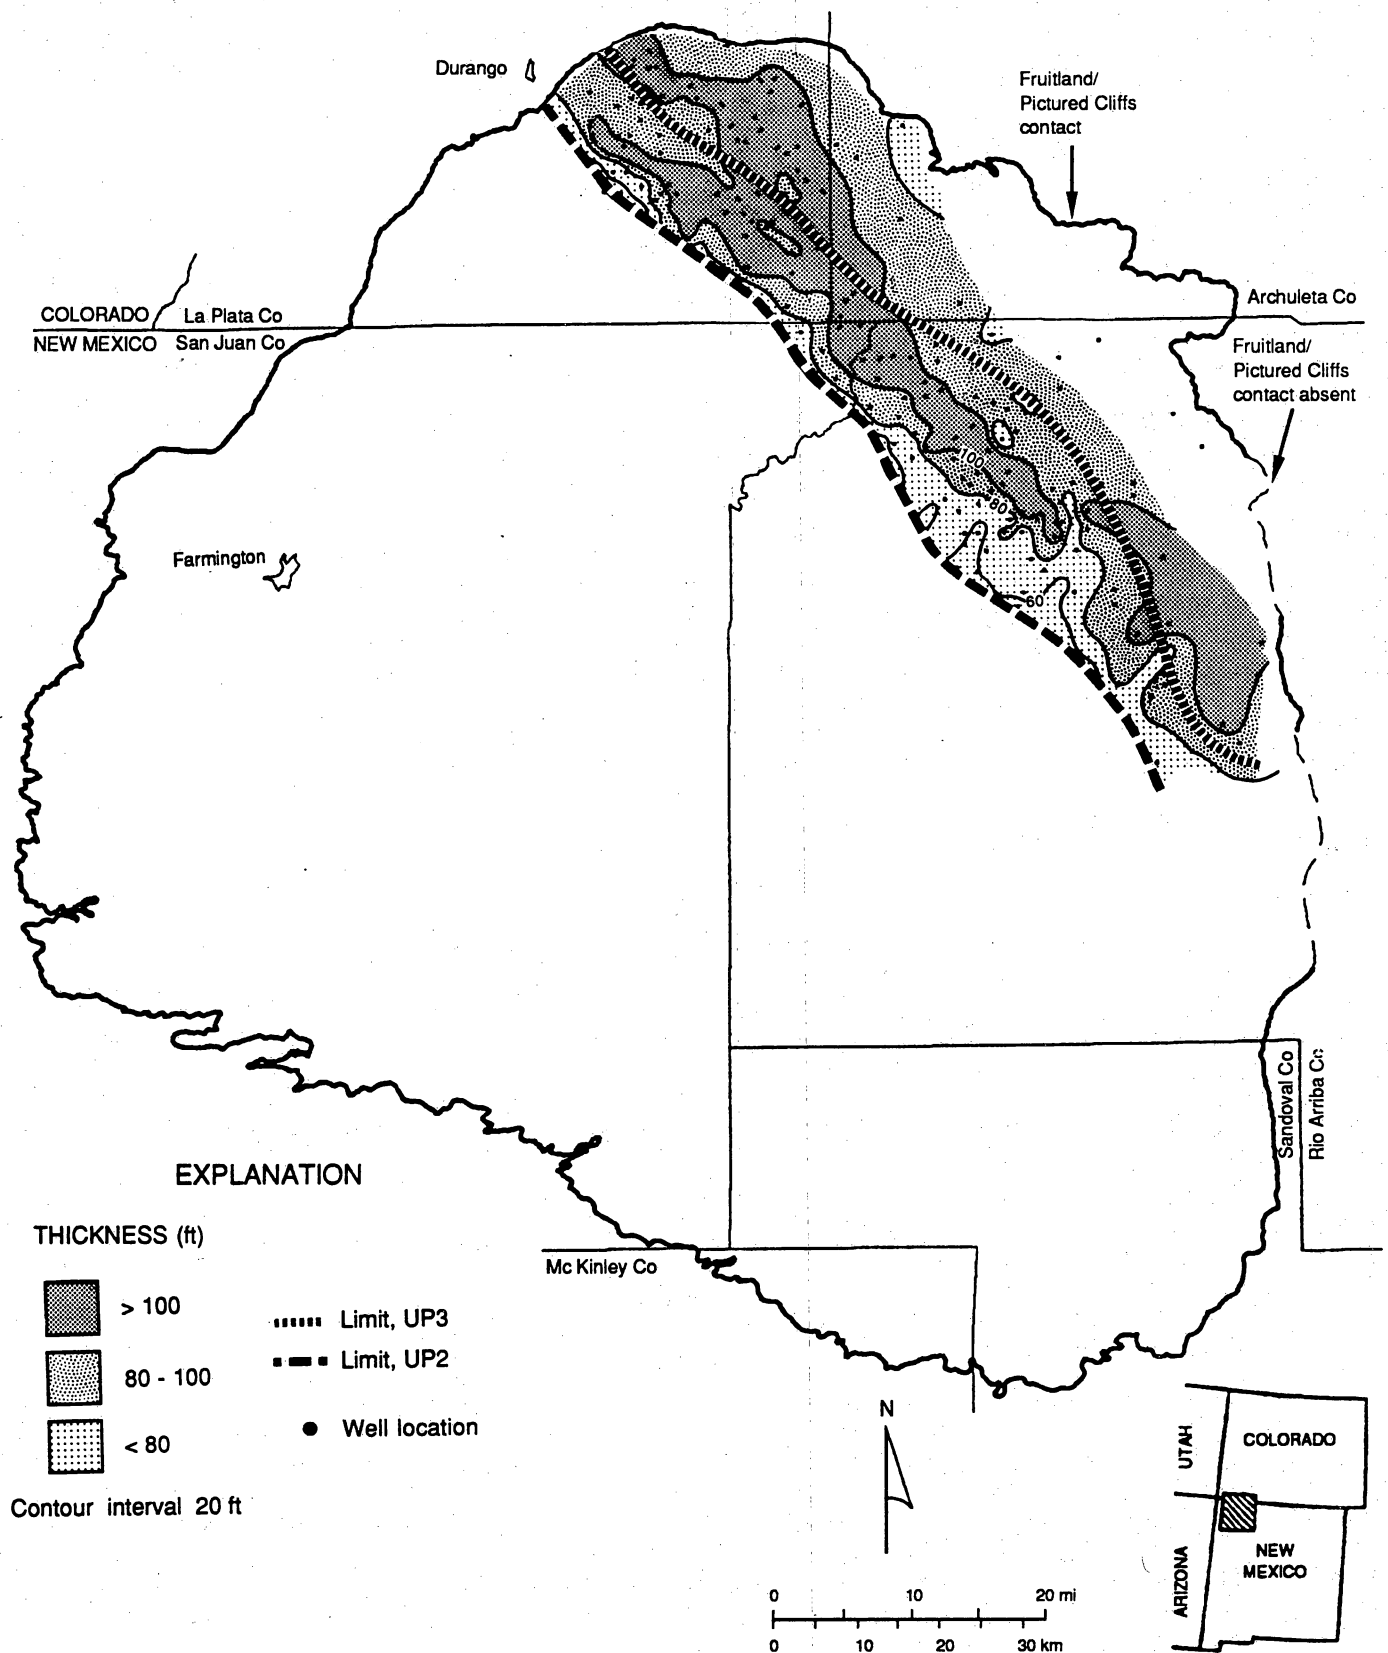 Durango
Fruitland/
Pictured Cliffs
contact
COLORADO
La Plata Co
Archuleta Co
NEW MEXICO
San Juan Co
Fruitland/
Pictured Cliffs
contact absent
100
80
60
Farmington
Sandoval Co
Rio Arriba Co
Mc Kinley Co
EXPLANATION
THICKNESS (ft)
> 100
80 - 100
< 80
Limit, UP3
Limit, UP2
Well location
Contour interval 20 ft
N
0 10 20 mi
0 10 20 30 km
UTAH
COLORADO
ARIZONA
NEW
MEXICO